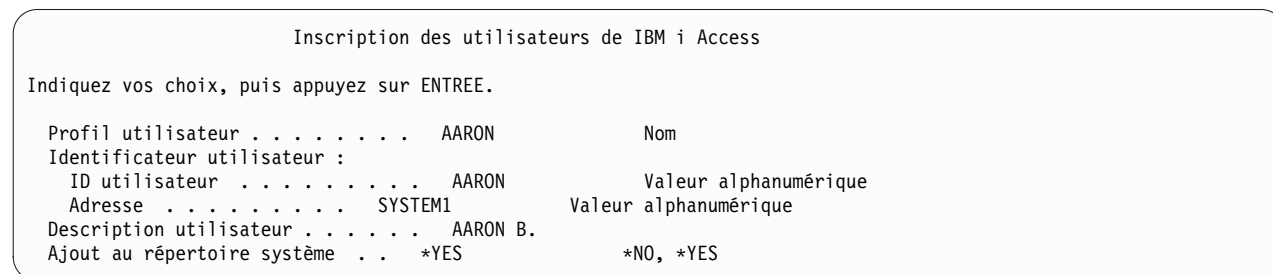 Inscription des utilisateurs de IBM i Access
Indiquez vos choix, puis appuyez sur ENTREE.
Profil utilisateur . . . . . . . . AARON Nom
Identificateur utilisateur :
ID utilisateur . . . . . . . . . AARON Valeur alphanumérique
Adresse . . . . . . . . . SYSTEM1 Valeur alphanumérique
Description utilisateur . . . . . . AARON B.
Ajout au répertoire système . . *YES *NO, *YES